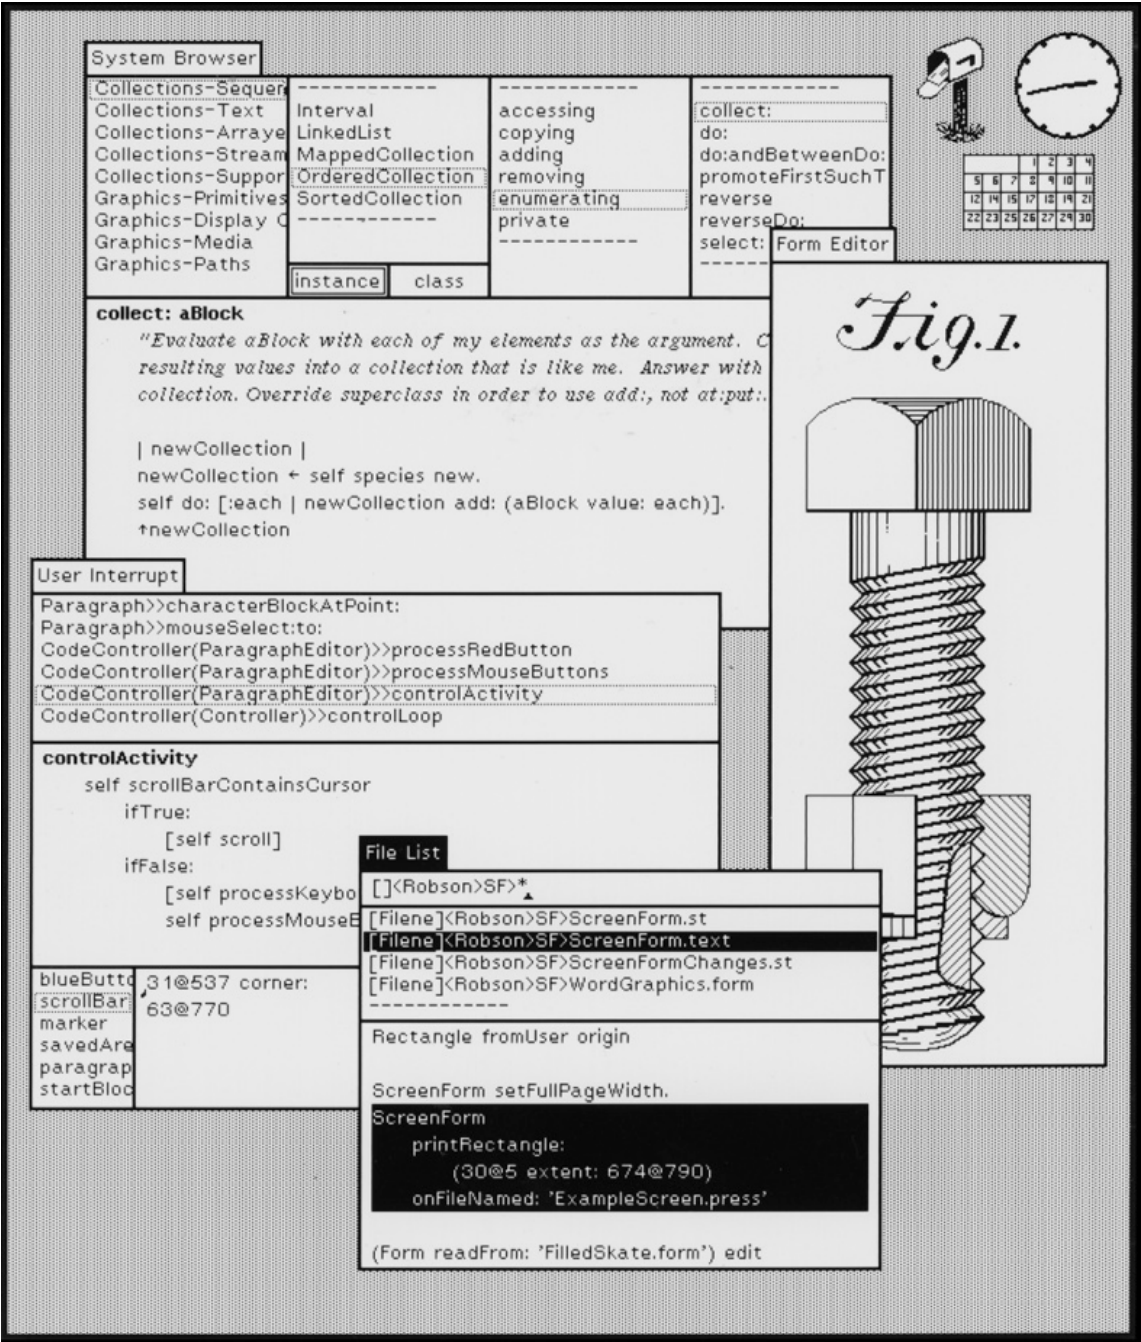 System Browser
Collections-Sequen
Collections-Text
Collections-Arraye
Collections-Stream
Collections-Suppor
Graphics-Primitives
Graphics-Display
Graphics-Media
Graphics-Paths
------------
Interval
LinkedList
MappedCollection
OrderedCollection
SortedCollection
------------
instance
class
------------
accessing
copying
adding
removing
enumerating
private
------------
------------
collect:
do:
do:andBetweenDo:
promoteFirstSuchT
reverse
reverseDo:
select:
------
1 2 3 4
5 6 7 8 9 10 11
12 14 15 17 18 19 21
22 23 25 26 27 29 30
collect: aBlock
"Evaluate aBlock with each of my elements as the argument. C
resulting values into a collection that is like me. Answer with
collection. Override superclass in order to use add:, not at:put:.
| newCollection |
newCollection ← self species new.
self do: [:each | newCollection add: (aBlock value: each)].
↑newCollection
Form Editor
Fig.1.
User Interrupt
Paragraph>>characterBlockAtPoint:
Paragraph>>mouseSelect:to:
CodeController(ParagraphEditor)>>processRedButton
CodeController(ParagraphEditor)>>processMouseButtons
CodeController(ParagraphEditor)>>controlActivity
CodeController(Controller)>>controlLoop
controlActivity
self scrollBarContainsCursor
ifTrue:
[self scroll]
ifFalse:
[self processKeybo
self processMouseB
blueButto
scrollBar
marker
savedAre
paragrap
startBloc
31@537 corner:
63@770
File List
[]<Robson>SF>*
[Filene]<Robson>SF>ScreenForm.st
[Filene]<Robson>SF>ScreenForm.text
[Filene]<Robson>SF>ScreenFormChanges.st
[Filene]<Robson>SF>WordGraphics.form
------------
Rectangle fromUser origin
ScreenForm setFullPageWidth.
ScreenForm
printRectangle:
(30@5 extent: 674@790)
onFileNamed: 'ExampleScreen.press'
(Form readFrom: 'FilledSkate.form') edit